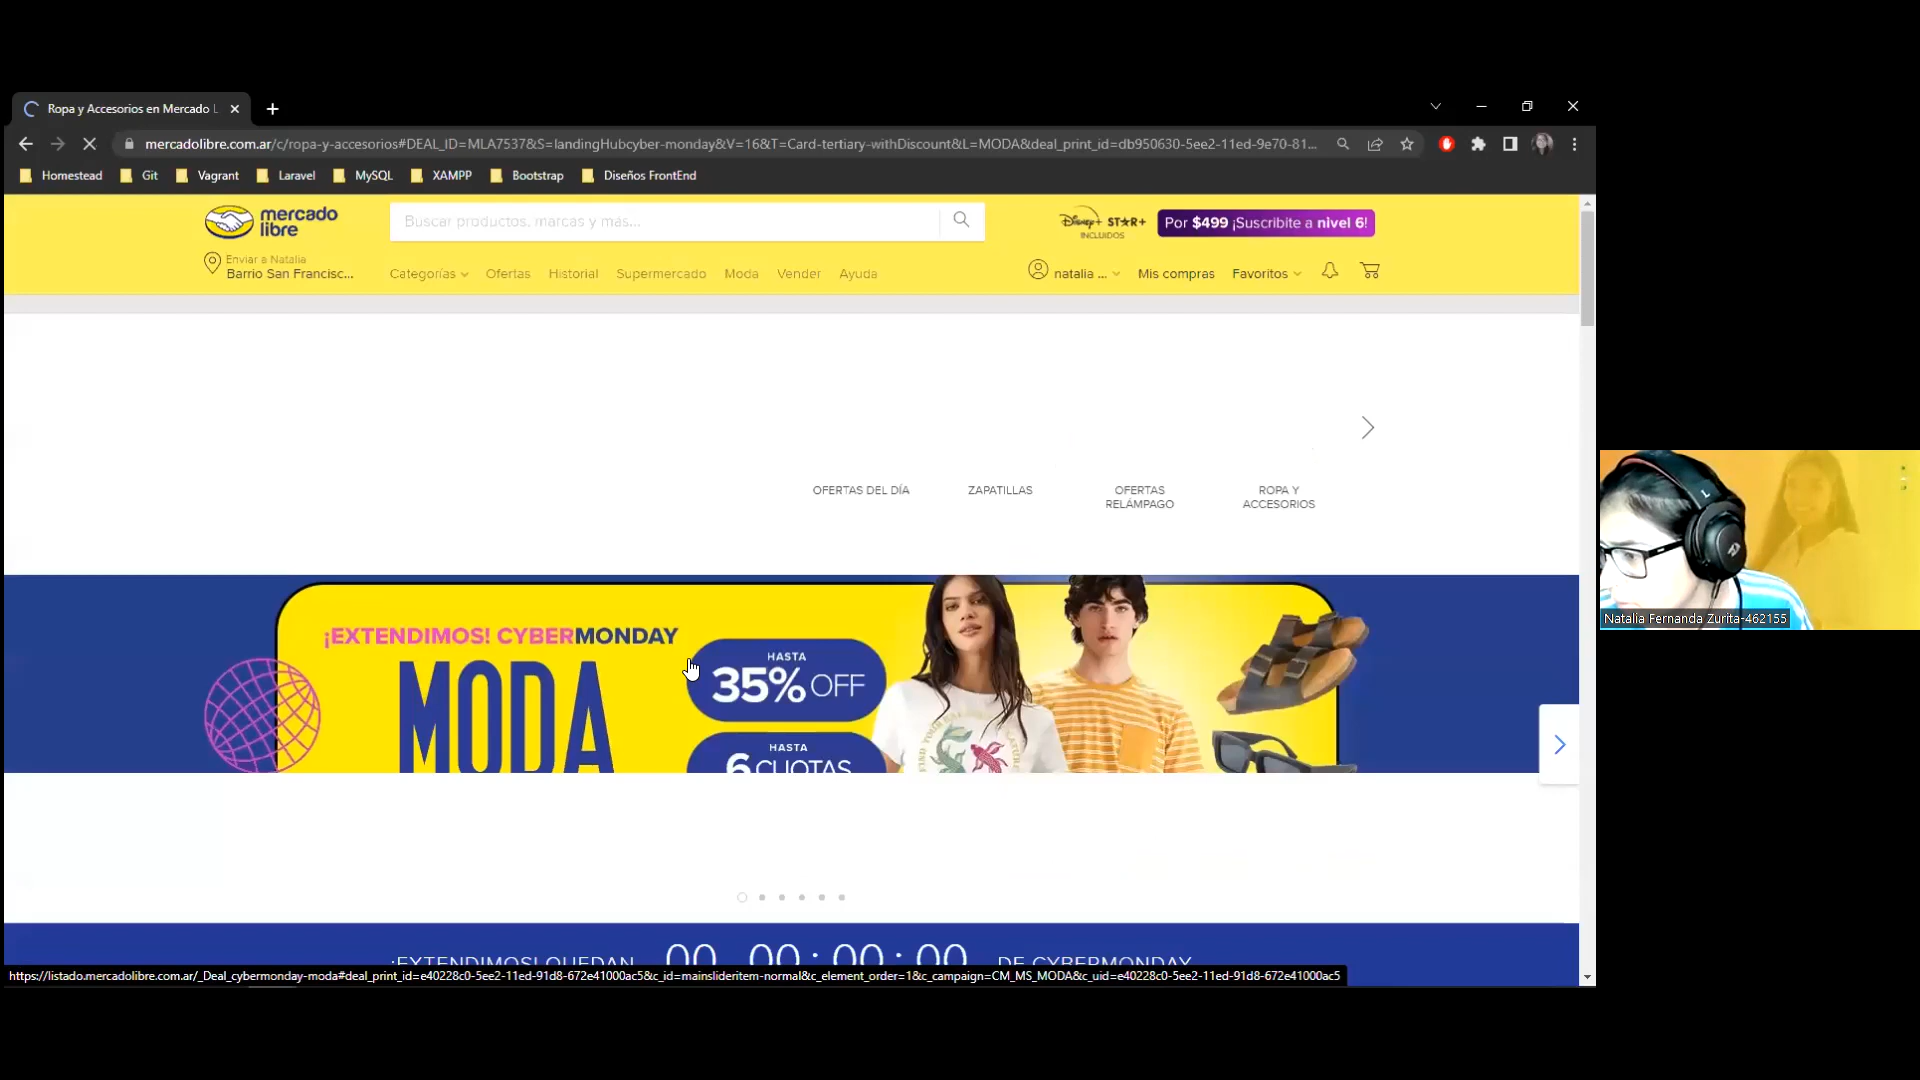 Ropa y Accesorios en Mercado L
mercadolibre.com.ar/c/ropa-y-accesorios#DEAL_ID=MLA7537&S=landingHubcyber-monday&V=16&T=Card-tertiary-withDiscount&L=MODA&deal_print_id=db950630-5ee2-11ed-9e70-81...
Homestead Git Vagrant Laravel MySQL XAMPP Bootstrap Diseños FrontEnd
mercado
libre
Buscar productos, marcas y más...
Disney+ STAR+
INCLUIDOS
Por $499 ¡Suscribite a nivel 6!
Enviar a Natalia
Barrio San Francisc...
Categorías Ofertas Historial Supermercado Moda Vender Ayuda
natalia ... Mis compras Favoritos
OFERTAS DEL DÍA
ZAPATILLAS
OFERTAS
RELÁMPAGO
ROPA Y
ACCESORIOS
¡EXTENDIMOS! CYBERMONDAY
MODA
HASTA
35% OFF
HASTA
6 CUOTAS
¡EXTENDIMOS! QUEDAN 00 : 00 : 00 : 00 DE CYBERMONDAY
https://listado.mercadolibre.com.ar/_Deal_cybermonday-moda#deal_print_id=e40228c0-5ee2-11ed-91d8-672e41000ac5&c_id=mainslideritem-normal&c_element_order=1&c_campaign=CM_MS_MODA&c_uid=e40228c0-5ee2-11ed-91d8-672e41000ac5
L
Natalia Fernanda Zurita-462155